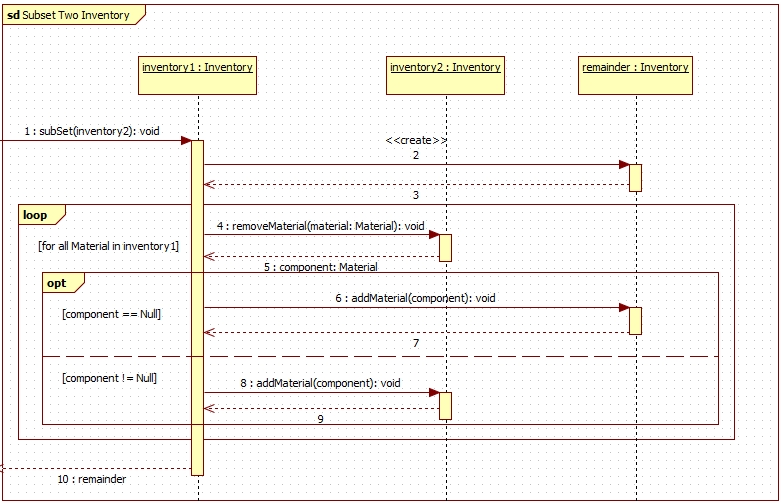 sd Subset Two Inventory
inventory1 : Inventory
inventory2 : Inventory
remainder : Inventory
1 : subSet(inventory2): void
<<create>>
2
3
loop
4 : removeMaterial(material: Material): void
[for all Material in inventory1]
5 : component: Material
opt
6 : addMaterial(component): void
[component == Null]
7
[component != Null]
8 : addMaterial(component): void
9
10 : remainder